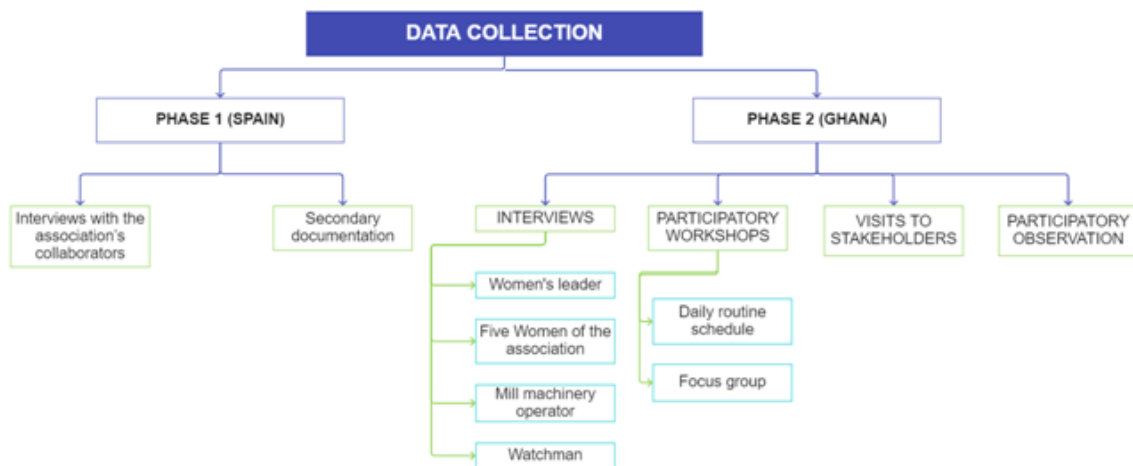 DATA COLLECTION
PHASE 1 (SPAIN)
PHASE 2 (GHANA)
Interviews with the
association's
collaborators
Secondary
documentation
INTERVIEWS
PARTICIPATORY
WORKSHOPS
VISITS TO
STAKEHOLDERS
PARTICIPATORY
OBSERVATION
Women's leader
Five Women of the
association
Mill machinery
operator
Watchman
Daily routine
schedule
Focus group